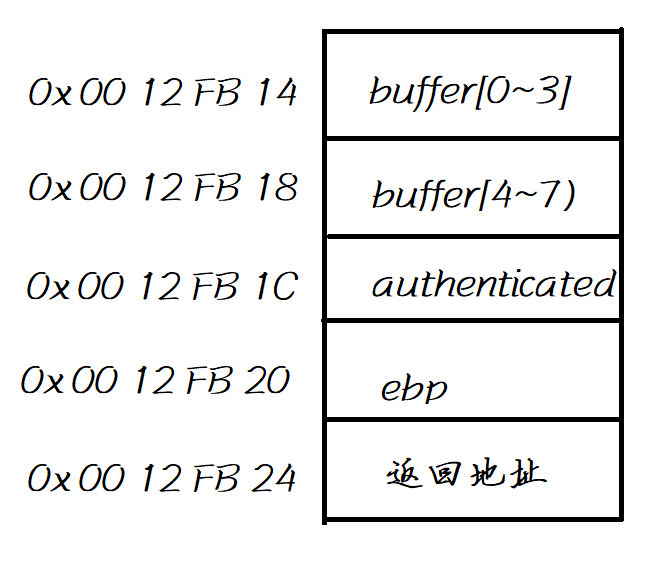 0x00 12 FB 14 buffer[0~3]
0x00 12 FB 18 buffer[4~7)
0x00 12 FB 1C authenticated
0x00 12 FB 20 ebp
0x00 12 FB 24 返回地址